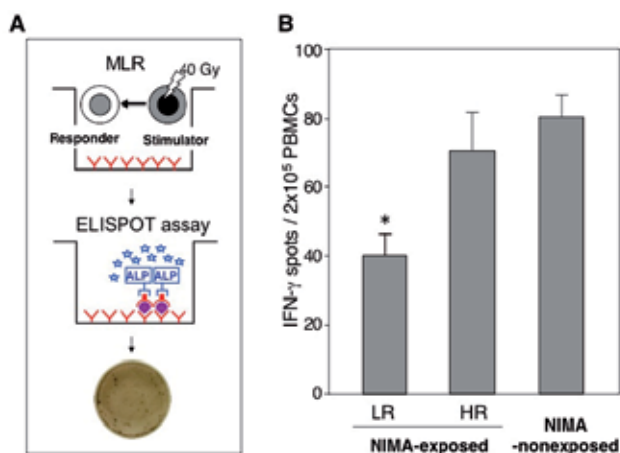 A
MLR
40 Gy
Responder
Stimulator
ELISPOT assay
ALP ALP
B
IFN-γ spots / 2x10⁵ PBMCs
100
80
60
40
20
0
*
LR
HR
NIMA-exposed
NIMA
-nonexposed